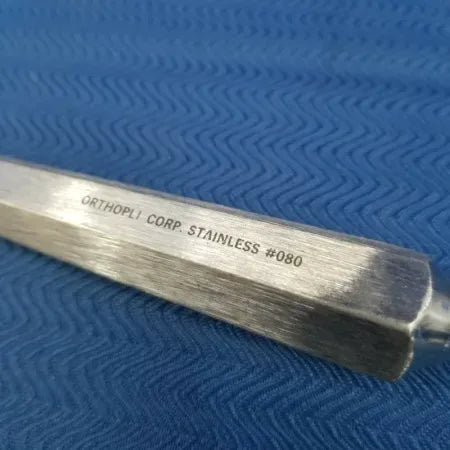 ORTHOPLI CORP. STAINLESS #080